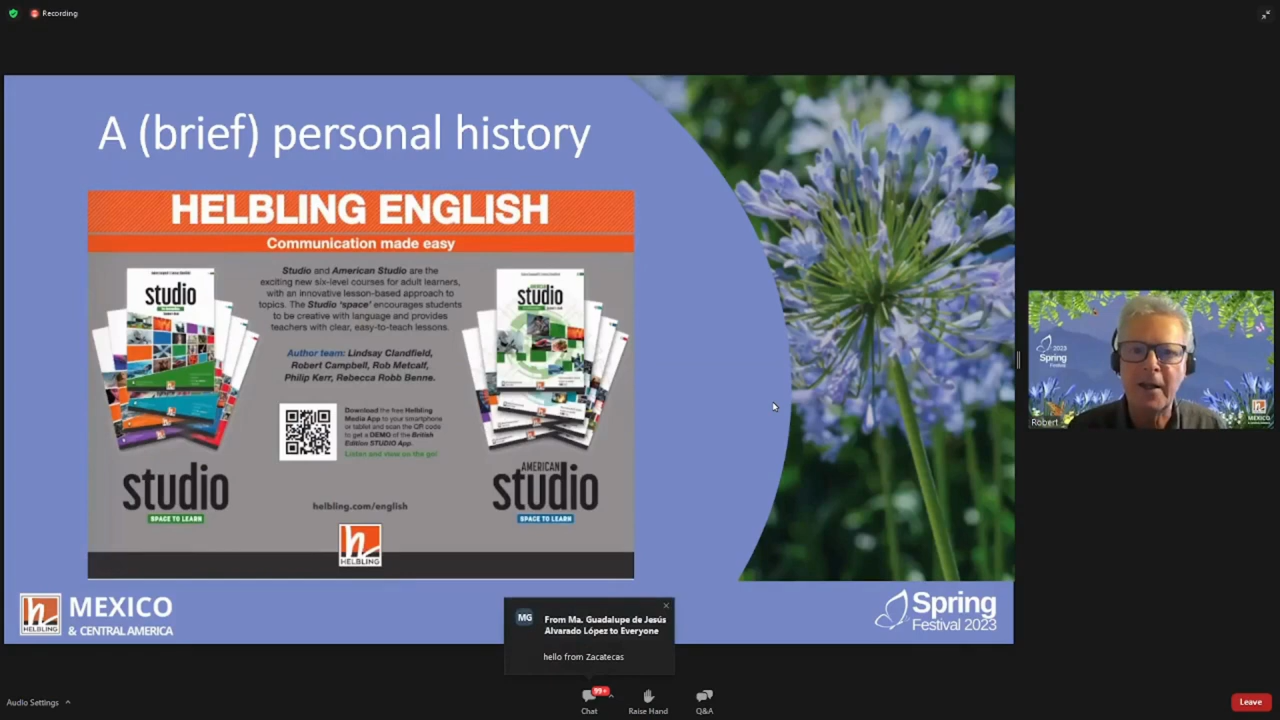 Recording
A (brief) personal history
HELBLING ENGLISH
Communication made easy
Studio and American Studio are the
exciting new six-level courses for adult learners,
with an innovative lesson-based approach to
topics. The Studio 'space' encourages students
to be creative with language and provides
teachers with clear, easy-to-teach lessons.
Author team: Lindsay Clandfield,
Robert Campbell, Rob Metcalf,
Philip Kerr, Rebecca Robb Benne.
Download the free Helbling
Media App to your smartphone
or tablet and scan the QR code
to get a DEMO of the British
Edition STUDIO App.
Listen and view on the go!
studio
AMERICAN
studio
studio
SPACE TO LEARN
AMERICAN
studio
SPACE TO LEARN
helbling.com/english
h
HELBLING
h
HELBLING
MEXICO
& CENTRAL AMERICA
Spring
Festival 2023
2023
Spring
Festival
Robert
MEXICO
MG
From Ma. Guadalupe de Jesús
Alvarado López to Everyone
hello from Zacatecas
Audio Settings
99+
Chat
Raise Hand
Q&A
Leave